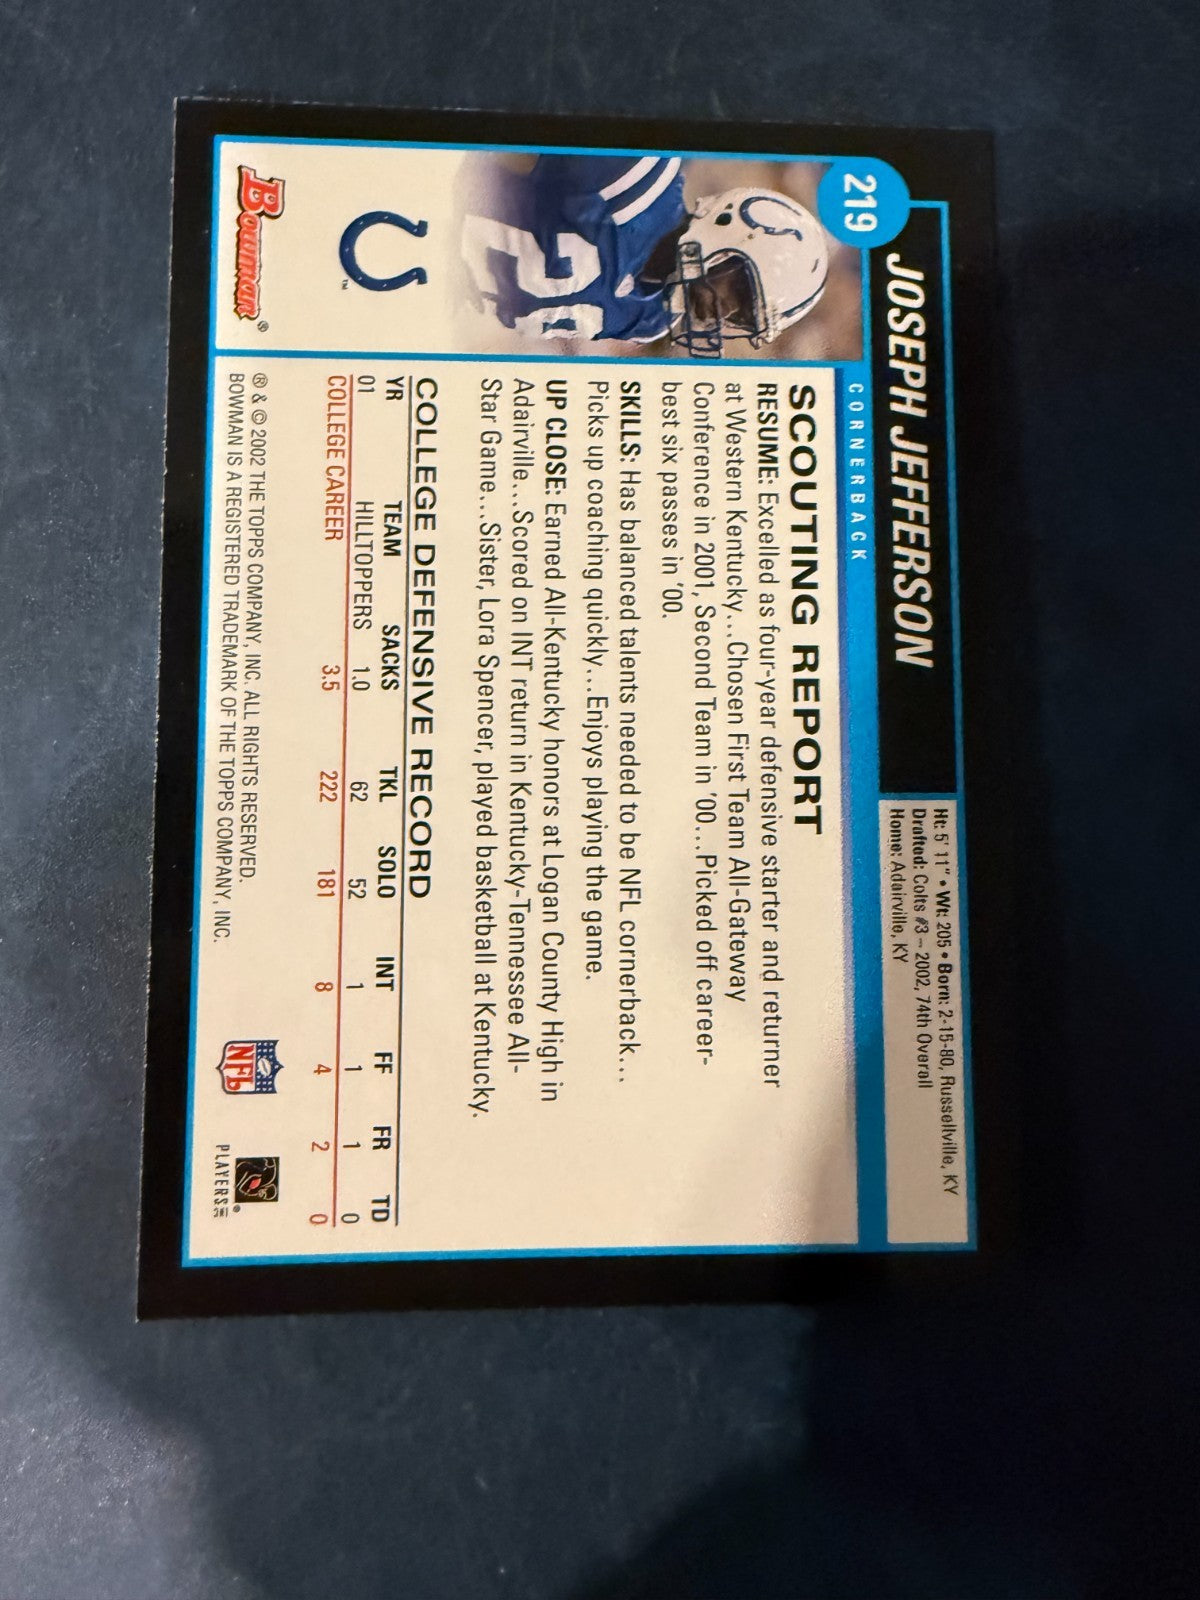 219
JOSEPH JEFFERSON
CORNERBACK
Ht: 5' 11" • Wt: 205 • Born: 2-15-80, Russellville, KY
Drafted: Colts #3 – 2002, 74th Overall
Home: Adairville, KY
SCOUTING REPORT
RESUME: Excelled as four-year defensive starter and returner
at Western Kentucky...Chosen First Team All-Gateway
Conference in 2001, Second Team in '00...Picked off career-
best six passes in '00.
SKILLS: Has balanced talents needed to be NFL cornerback...
Picks up coaching quickly...Enjoys playing the game.
UP CLOSE: Earned All-Kentucky honors at Logan County High in
Adairville...Scored on INT return in Kentucky-Tennessee All-
Star Game...Sister, Lora Spencer, played basketball at Kentucky.
COLLEGE DEFENSIVE RECORD
YR TEAM SACKS TKL SOLO INT FF FR TD
01 HILLTOPPERS 1.0 62 52 1 1 1 0
COLLEGE CAREER 3.5 222 181 8 4 2 0
® & © 2002 THE TOPPS COMPANY, INC. ALL RIGHTS RESERVED.
BOWMAN IS A REGISTERED TRADEMARK OF THE TOPPS COMPANY, INC.
Bowman®
TM
NFL
PLAYERS